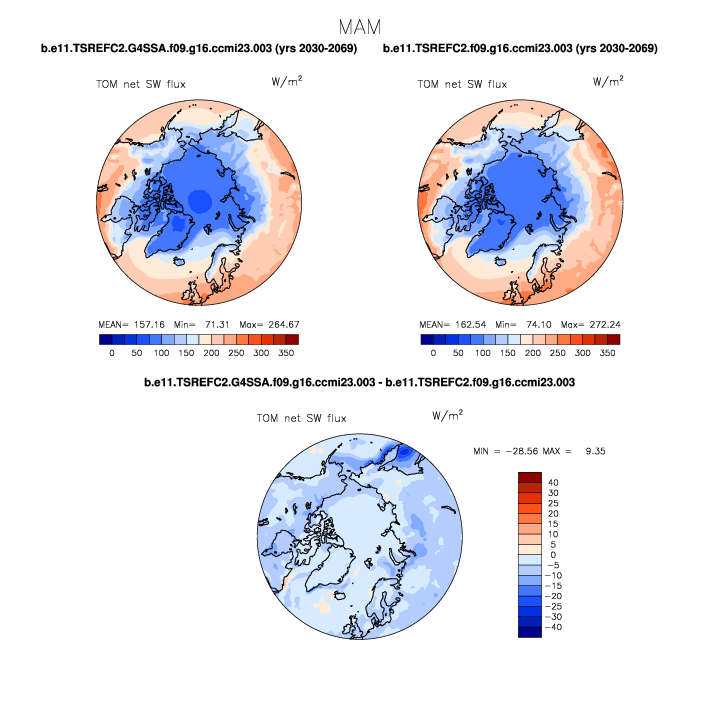 MAM
b.e11.TSREFC2.G4SSA.f09.g16.ccmi23.003 (yrs 2030-2069) b.e11.TSREFC2.f09.g16.ccmi23.003 (yrs 2030-2069)
TOM net SW flux W/m² TOM net SW flux W/m²
MEAN= 157.16 Min= 71.31 Max= 264.67 MEAN= 162.54 Min= 74.10 Max= 272.24
0 50 100 150 200 250 300 350 0 50 100 150 200 250 300 350
b.e11.TSREFC2.G4SSA.f09.g16.ccmi23.003 - b.e11.TSREFC2.f09.g16.ccmi23.003
TOM net SW flux W/m²
MIN = -28.56 MAX = 9.35
40
30
25
20
15
10
5
0
-5
-10
-15
-20
-25
-30
-40